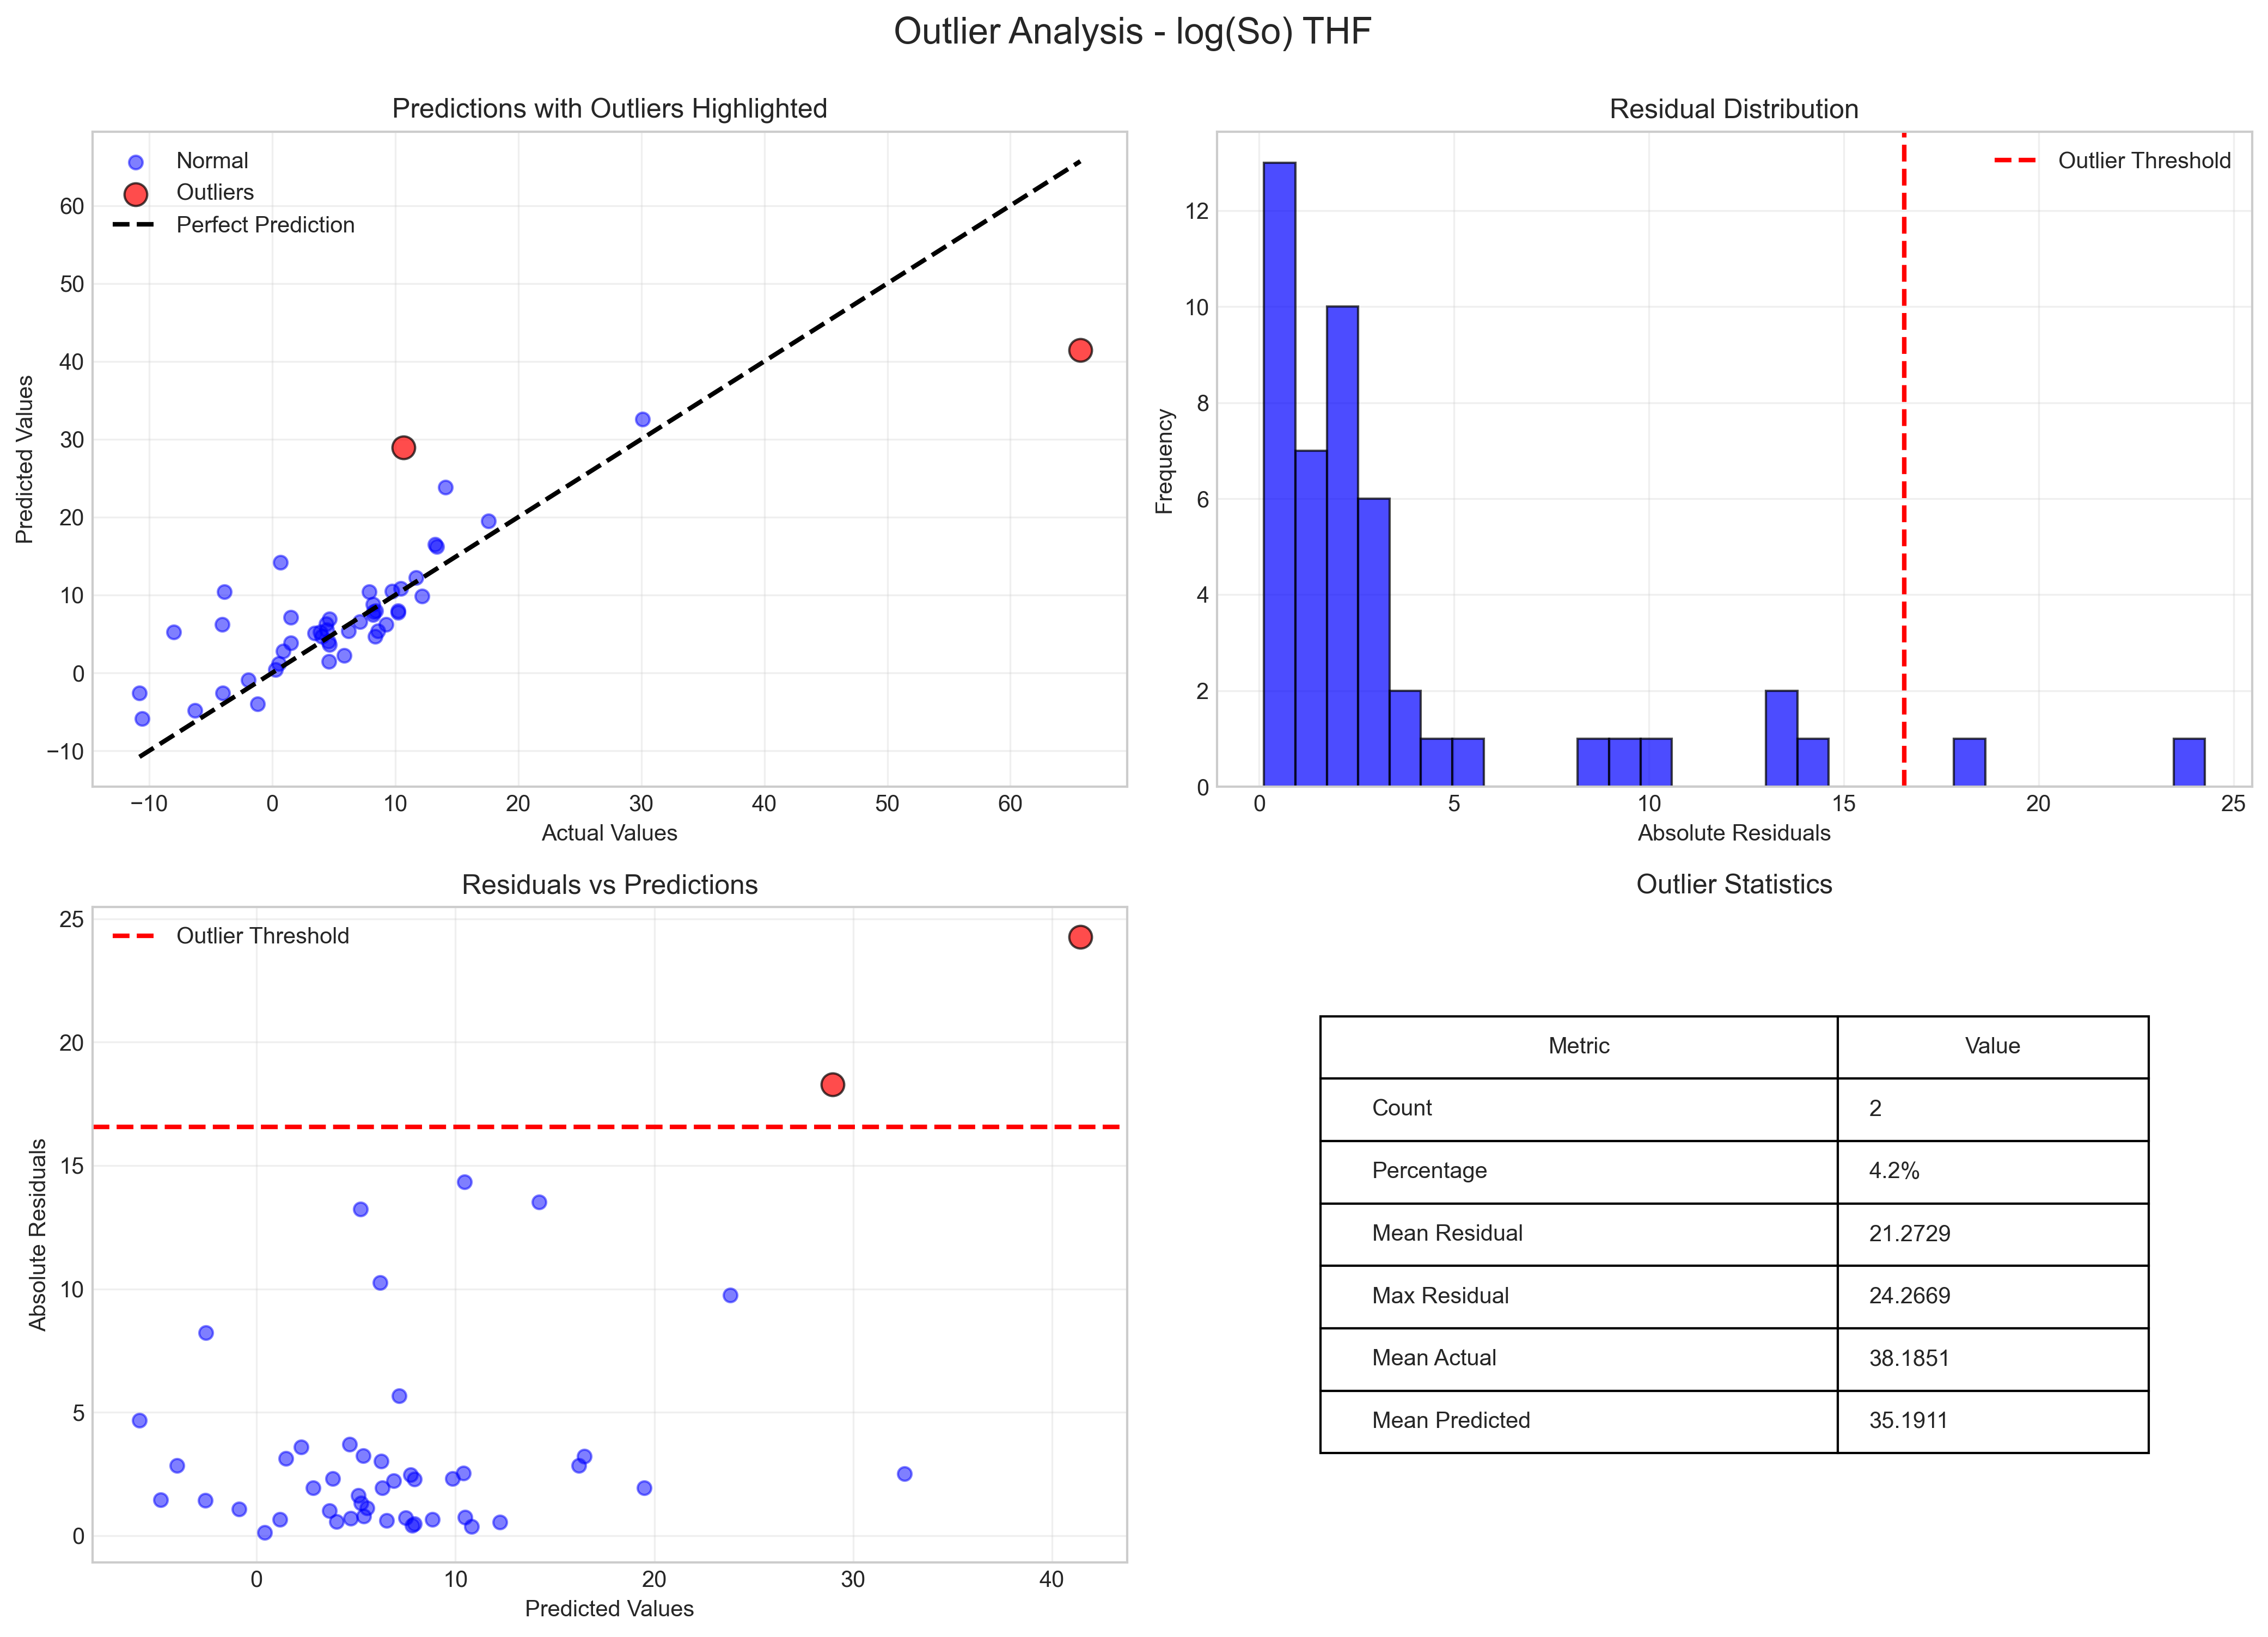 Outlier Analysis - log(So) THF
Predictions with Outliers Highlighted
Normal
Outliers
Perfect Prediction
Predicted Values
60
50
40
30
20
10
0
−10
−10 0 10 20 30 40 50 60
Actual Values
Residual Distribution
Outlier Threshold
Frequency
12
10
8
6
4
2
0
0 5 10 15 20 25
Absolute Residuals
Residuals vs Predictions
Outlier Threshold
Absolute Residuals
25
20
15
10
5
0
0 10 20 30 40
Predicted Values
Outlier Statistics
Metric Value
Count 2
Percentage 4.2%
Mean Residual 21.2729
Max Residual 24.2669
Mean Actual 38.1851
Mean Predicted 35.1911